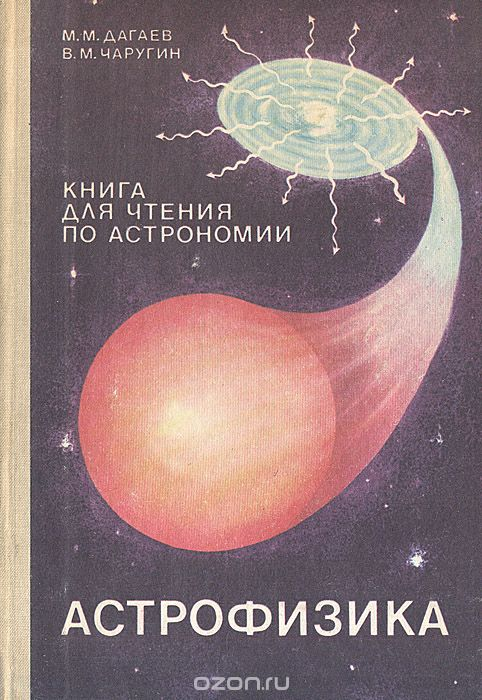 М. М. ДАГАЕВ
В. М. ЧАРУГИН
КНИГА
ДЛЯ ЧТЕНИЯ
ПО АСТРОНОМИИ
АСТРОФИЗИКА
ozon.ru